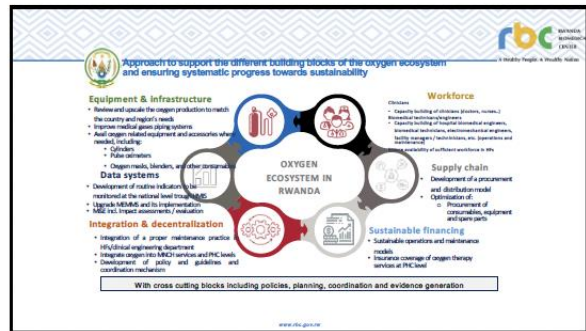 rbc
RWANDA
BIOMEDICAL
CENTER
A Healthy People. A Wealthy Nation
Approach to support the different building blocks of the oxygen ecosystem
and ensuring systematic progress towards sustainability
Equipment & infrastructure
• Review and upscale the oxygen production to match
the country and region's needs
• Improve medical gases piping systems
• Avail oxygen related equipment and accessories where
needed, including:
• Cylinders
• Pulse oximeters
• Oxygen masks, blenders, and other consumables
Data systems
• Development of routine indicators to be
monitored at the national level trough HMIS
• Upgrade MEMMS and its implementation
• M&E incl. Impact assessments / evaluation
Integration & decentralization
• Integration of a proper maintenance practice
HFs/clinical engineering department
• Integrate oxygen into MNCH services and PHC levels
• Development of policy and guidelines and
coordination mechanism
OXYGEN
ECOSYSTEM IN
RWANDA
Workforce
Clinicians
• Capacity building of clinicians (doctors, nurses..)
Biomedical technicians/engineers
• Capacity building of hospital biomedical engineers,
biomedical technicians, electromechanical engineers,
facility managers / technicians, etc. (operations and
maintenance)
availability of sufficient workforce in HFs
Supply chain
• Development of a procurement
and distribution model
• Optimisation of:
o Procurement of
consumables, equipment
and spare parts
Sustainable financing
• Sustainable operations and maintenance
models
• Insurance coverage of oxygen therapy
services at PHC level
With cross cutting blocks including policies, planning, coordination and evidence generation
www.rbc.gov.rw